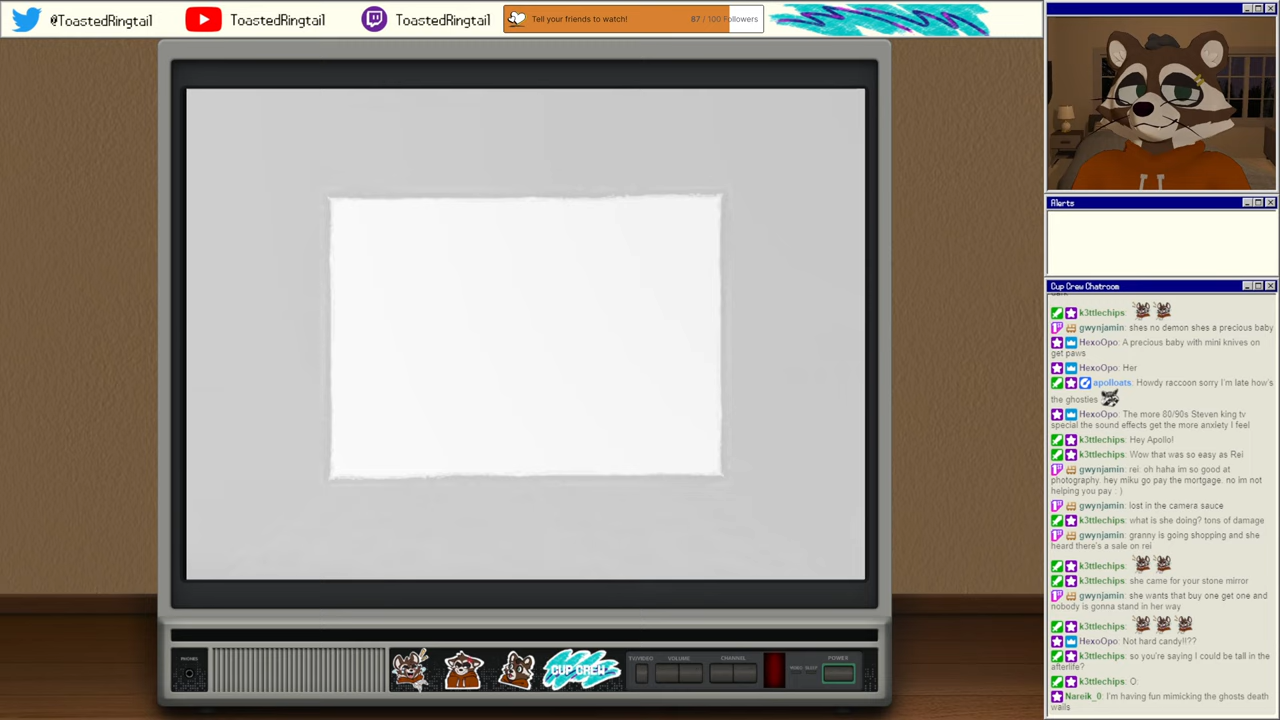 @ToastedRingtail
ToastedRingtail
ToastedRingtail
Tell your friends to watch!
87 / 100 Followers
Alerts
Cup Crew Chatroom
k3ttlechips:
gwynjamin: shes no demon shes a precious baby
HexoOpo: A precious baby with mini knives on
get paws
HexoOpo: Her
apolloats: Howdy raccoon sorry I'm late how's
the ghosties
HexoOpo: The more 80/90s Steven king tv
special the sound effects get the more anxiety I feel
k3ttlechips: Hey Apollo!
k3ttlechips: Wow that was so easy as Rei
gwynjamin: rei. oh haha im so good at
photography. hey miku go pay the mortgage. no im not
helping you pay : )
gwynjamin: lost in the camera sauce
k3ttlechips: what is she doing? tons of damage
gwynjamin: granny is going shopping and she
heard there's a sale on rei
k3ttlechips:
k3ttlechips: she came for your stone mirror
gwynjamin: she wants that buy one get one and
nobody is gonna stand in her way
k3ttlechips:
HexoOpo: Not hard candy!!??
k3ttlechips: so you're saying I could be tall in the
afterlife?
k3ttlechips: O:
Nareik_0: I'm having fun mimicking the ghosts death
wails
PHONES
CUP CREW
TV/VIDEO
VOLUME
CHANNEL
POWER